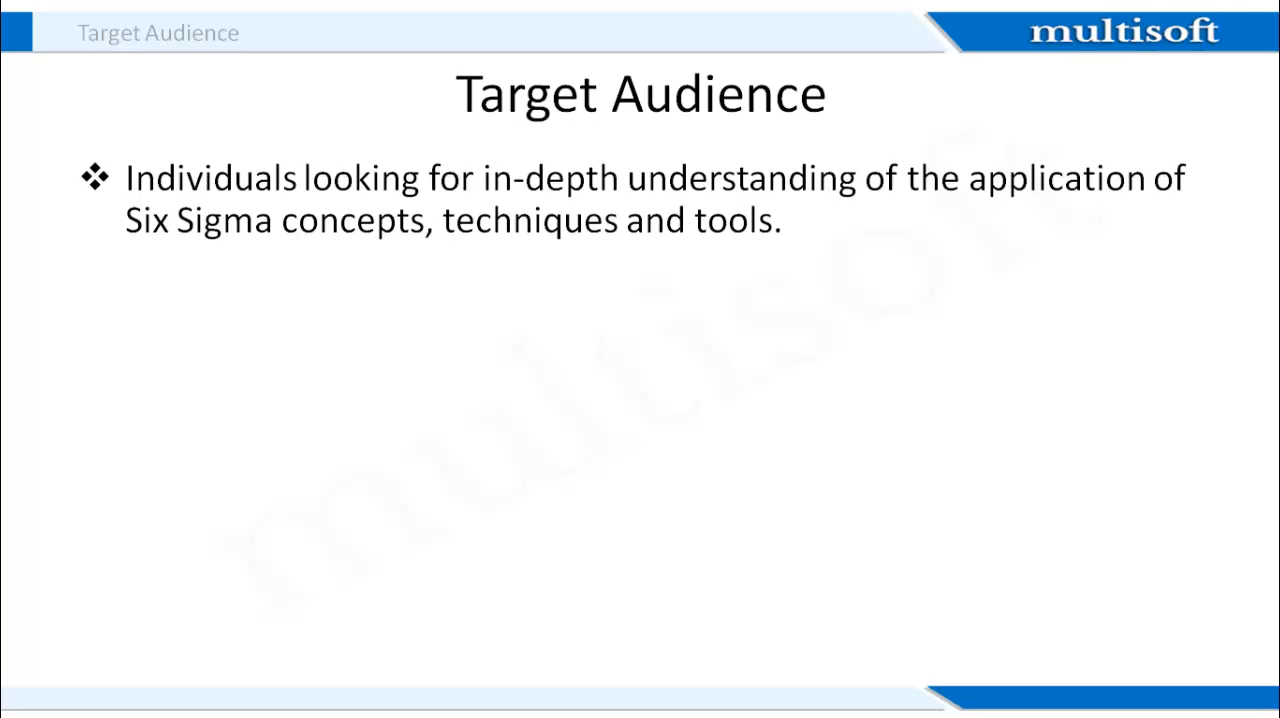 Target Audience
multisoft
Target Audience
❖ Individuals looking for in-depth understanding of the application of
Six Sigma concepts, techniques and tools.
multisoft